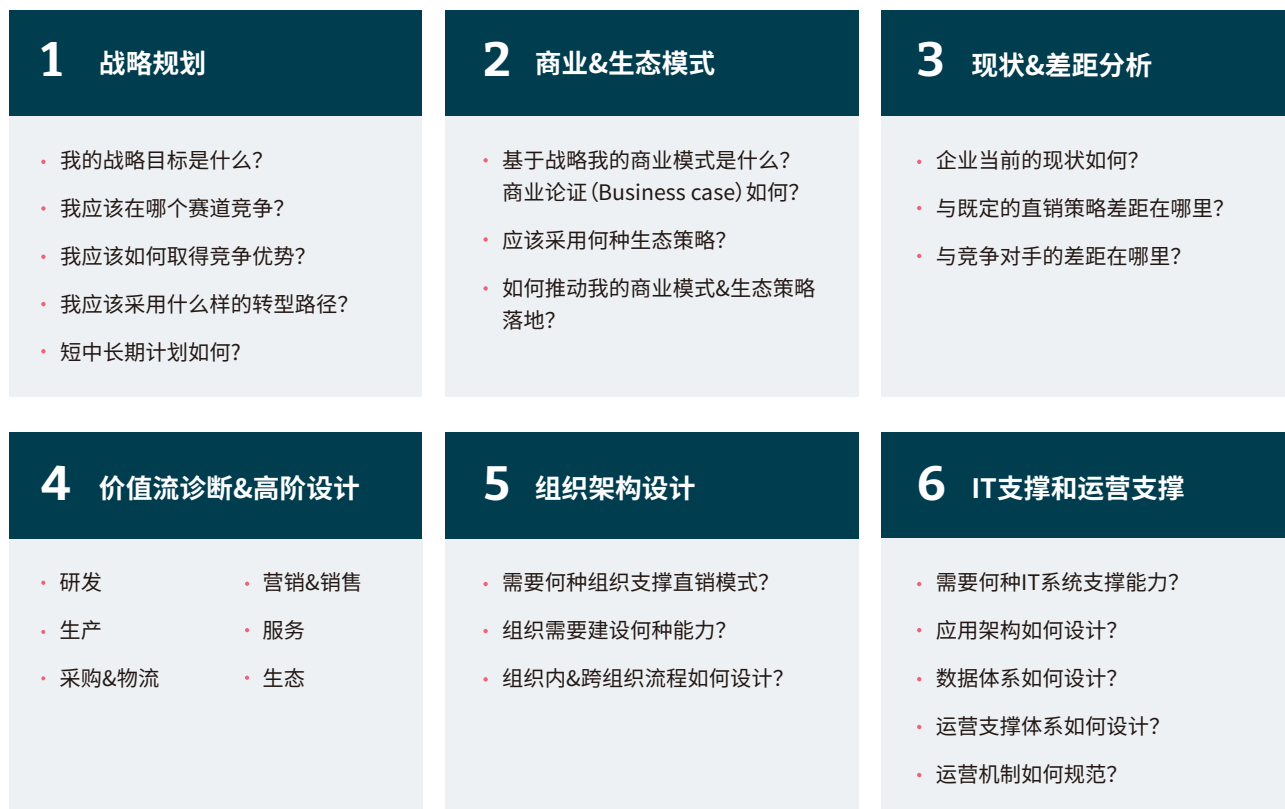 1 战略规划
· 我的战略目标是什么？
· 我应该在哪个赛道竞争？
· 我应该如何取得竞争优势？
· 我应该采用什么样的转型路径？
· 短中长期计划如何?
2 商业&生态模式
· 基于战略我的商业模式是什么？
商业论证（Business case）如何？
· 应该采用何种生态策略？
· 如何推动我的商业模式&生态策略
落地？
3 现状&差距分析
· 企业当前的现状如何？
· 与既定的直销策略差距在哪里？
· 与竞争对手的差距在哪里？
4 价值流诊断&高阶设计
· 研发
· 生产
· 采购&物流
· 营销&销售
· 服务
· 生态
5 组织架构设计
· 需要何种组织支撑直销模式？
· 组织需要建设何种能力？
· 组织内&跨组织流程如何设计？
6 IT支撑和运营支撑
· 需要何种IT系统支撑能力？
· 应用架构如何设计？
· 数据体系如何设计？
· 运营支撑体系如何设计？
· 运营机制如何规范？